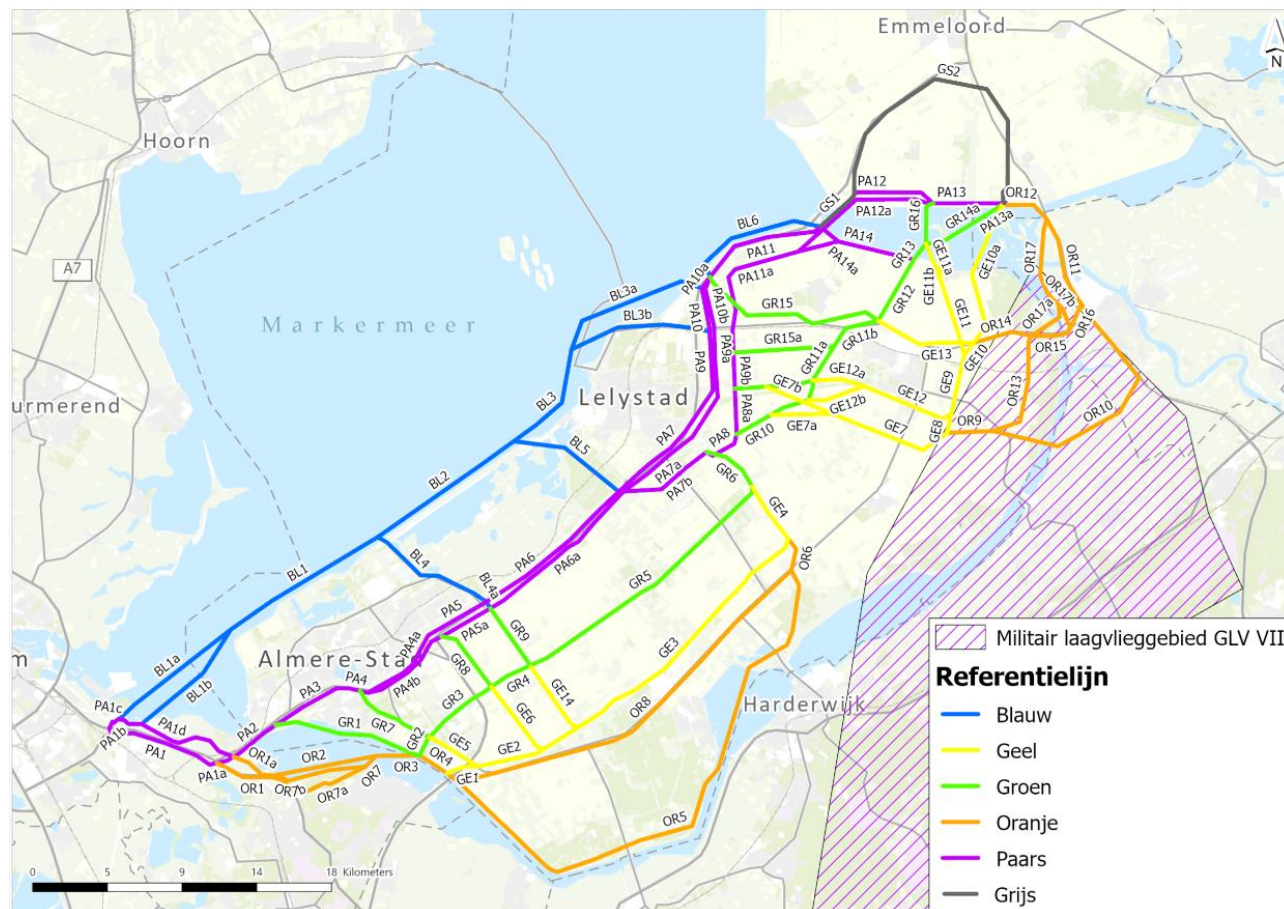 Emmeloord
N
Hoorn
A7
Markermeer
urmerend
Lelystad
Almere-Stad
Harderwijk
m
GS2
GS1
PA12
PA13
OR12
PA12a
GR16
GR14a
PA13a
BL6
PA11
PA14
PA14a
GR13
GE11a
GE10a
OR17
OR11
PA10a
PA11a
GE11b
BL3a
PA10b
GR12
GE11
OR17a
OR17b
PA10
GR15
OR14
OR16
BL3b
PA9a
GR15a
GR11b
GE13
GE10
OR15
PA9
GR11a
PA9b
GE7b
GE12a
GE9
OR13
OR10
PA8a
GE12
GE12b
BL3
GE7a
GE7
GE8
OR9
PA7
PA8
GR10
BL5
PA7a
PA7b
GR6
BL2
GE4
PA6
PA6a
OR6
BL4
BL4a
GR5
BL1
PA5
PA5a
PA4a
GR9
GE3
BL1a
BL1b
GR8
PA4b
PA4
PA3
GR4
GE14
GR3
OR8
PA1c
PA1d
PA1b
PA1
PA2
GR1
GR7
GR2
GE6
GE5
GE2
OR4
OR1a
OR2
OR3
PA1a
OR1
OR7b
OR7
OR7a
GE1
OR5
Militair laagvlieggebied GLV VII
Referentielijn
Blauw
Geel
Groen
Oranje
Paars
Grijs
0 5 9 14 18 Kilometers